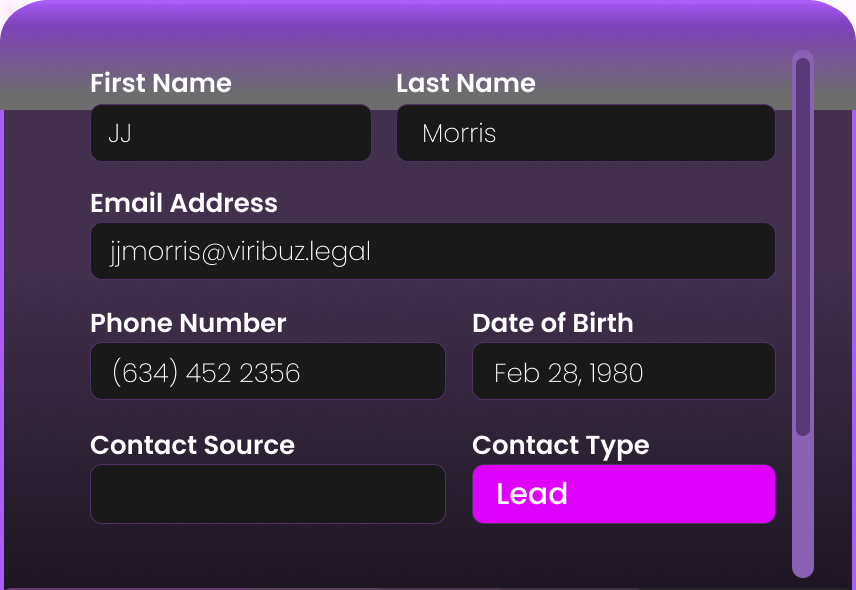 First Name Last Name
JJ Morris
Email Address
jjmorris@viribuz.legal
Phone Number Date of Birth
(634) 452 2356 Feb 28, 1980
Contact Source Contact Type
Lead